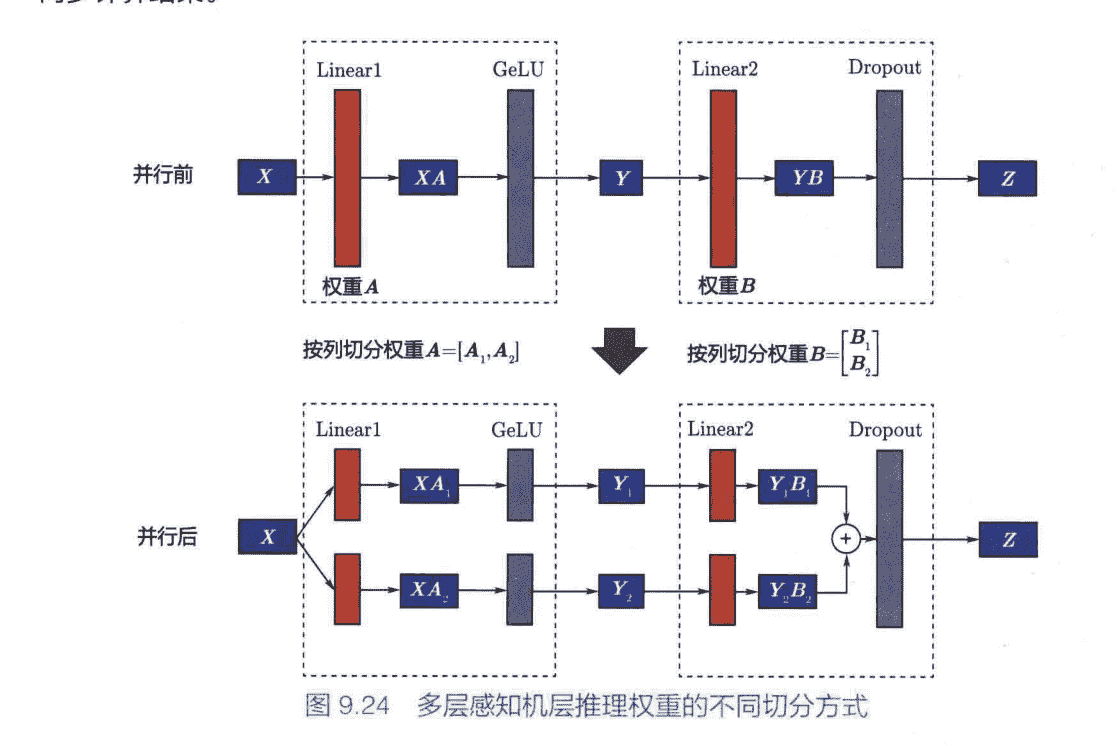 Linear1 GeLU Linear2 Dropout
并行前 X XA Y YB Z
权重A 权重B
按列切分权重A=[A₁,A₂] 按列切分权重B=[B₁
B₂]
Linear1 GeLU Linear2 Dropout
XA₁ Y₁ Y₁B₁
并行后 X + Z
XA₂ Y₂ Y₂B₂
图 9.24 多层感知机层推理权重的不同切分方式